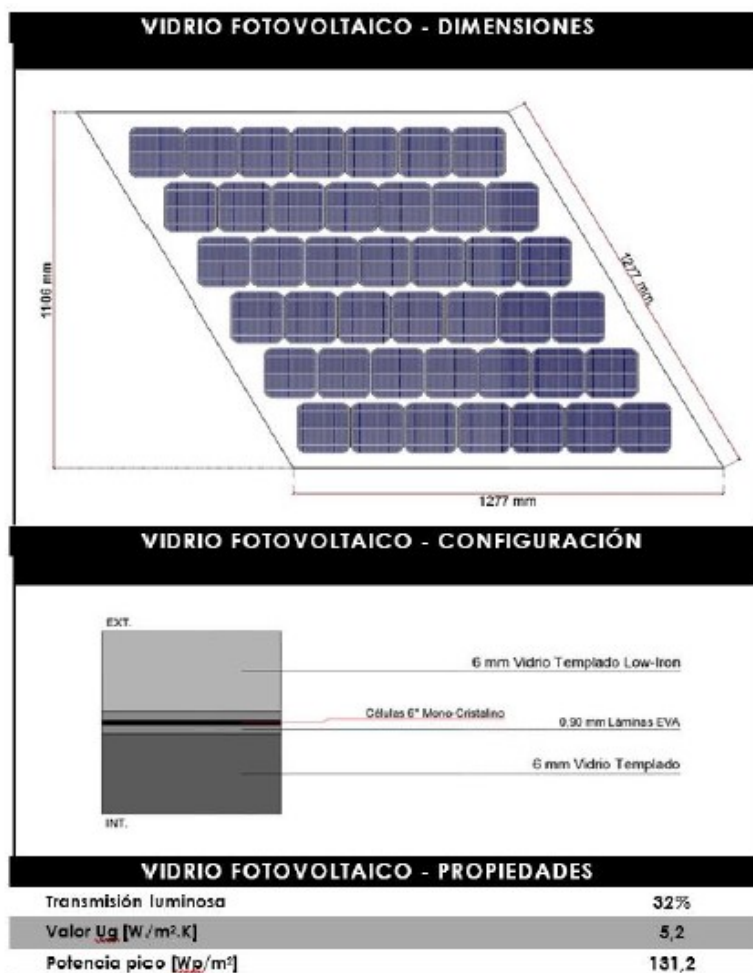 VIDRIO FOTOVOLTAICO - DIMENSIONES
1106 mm
1277 mm
1277 mm
VIDRIO FOTOVOLTAICO - CONFIGURACIÓN
EXT.
6 mm Vidrio Templado Low-Iron
Células 6" Mono-Cristalino
0,90 mm Láminas EVA
6 mm Vidrio Templado
INT.
VIDRIO FOTOVOLTAICO - PROPIEDADES
Transmisión luminosa 32%
Valor Ug [W/m².K] 5,2
Potencia pico [Wp/m²] 131,2